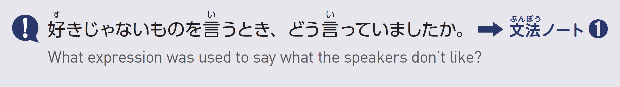 ! 好きじゃないものを言うとき、どう言っていましたか。 → 文法ノート 1
What expression was used to say what the speakers don't like?